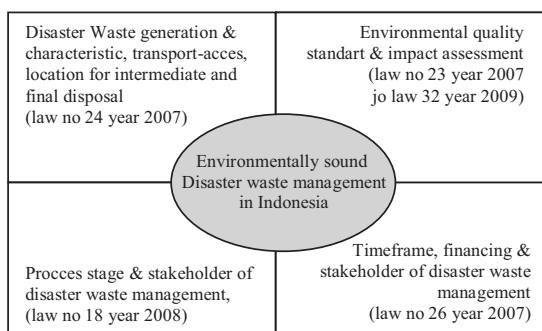 Disaster Waste generation &
characteristic, transport-acces,
location for intermediate and
final disposal
(law no 24 year 2007)
Environmental quality
standart & impact assessment
(law no 23 year 2007
jo law 32 year 2009)
Environmentally sound
Disaster waste management
in Indonesia
Procces stage & stakeholder of
disaster waste management,
(law no 18 year 2008)
Timeframe, financing &
stakeholder of disaster waste
management
(law no 26 year 2007)